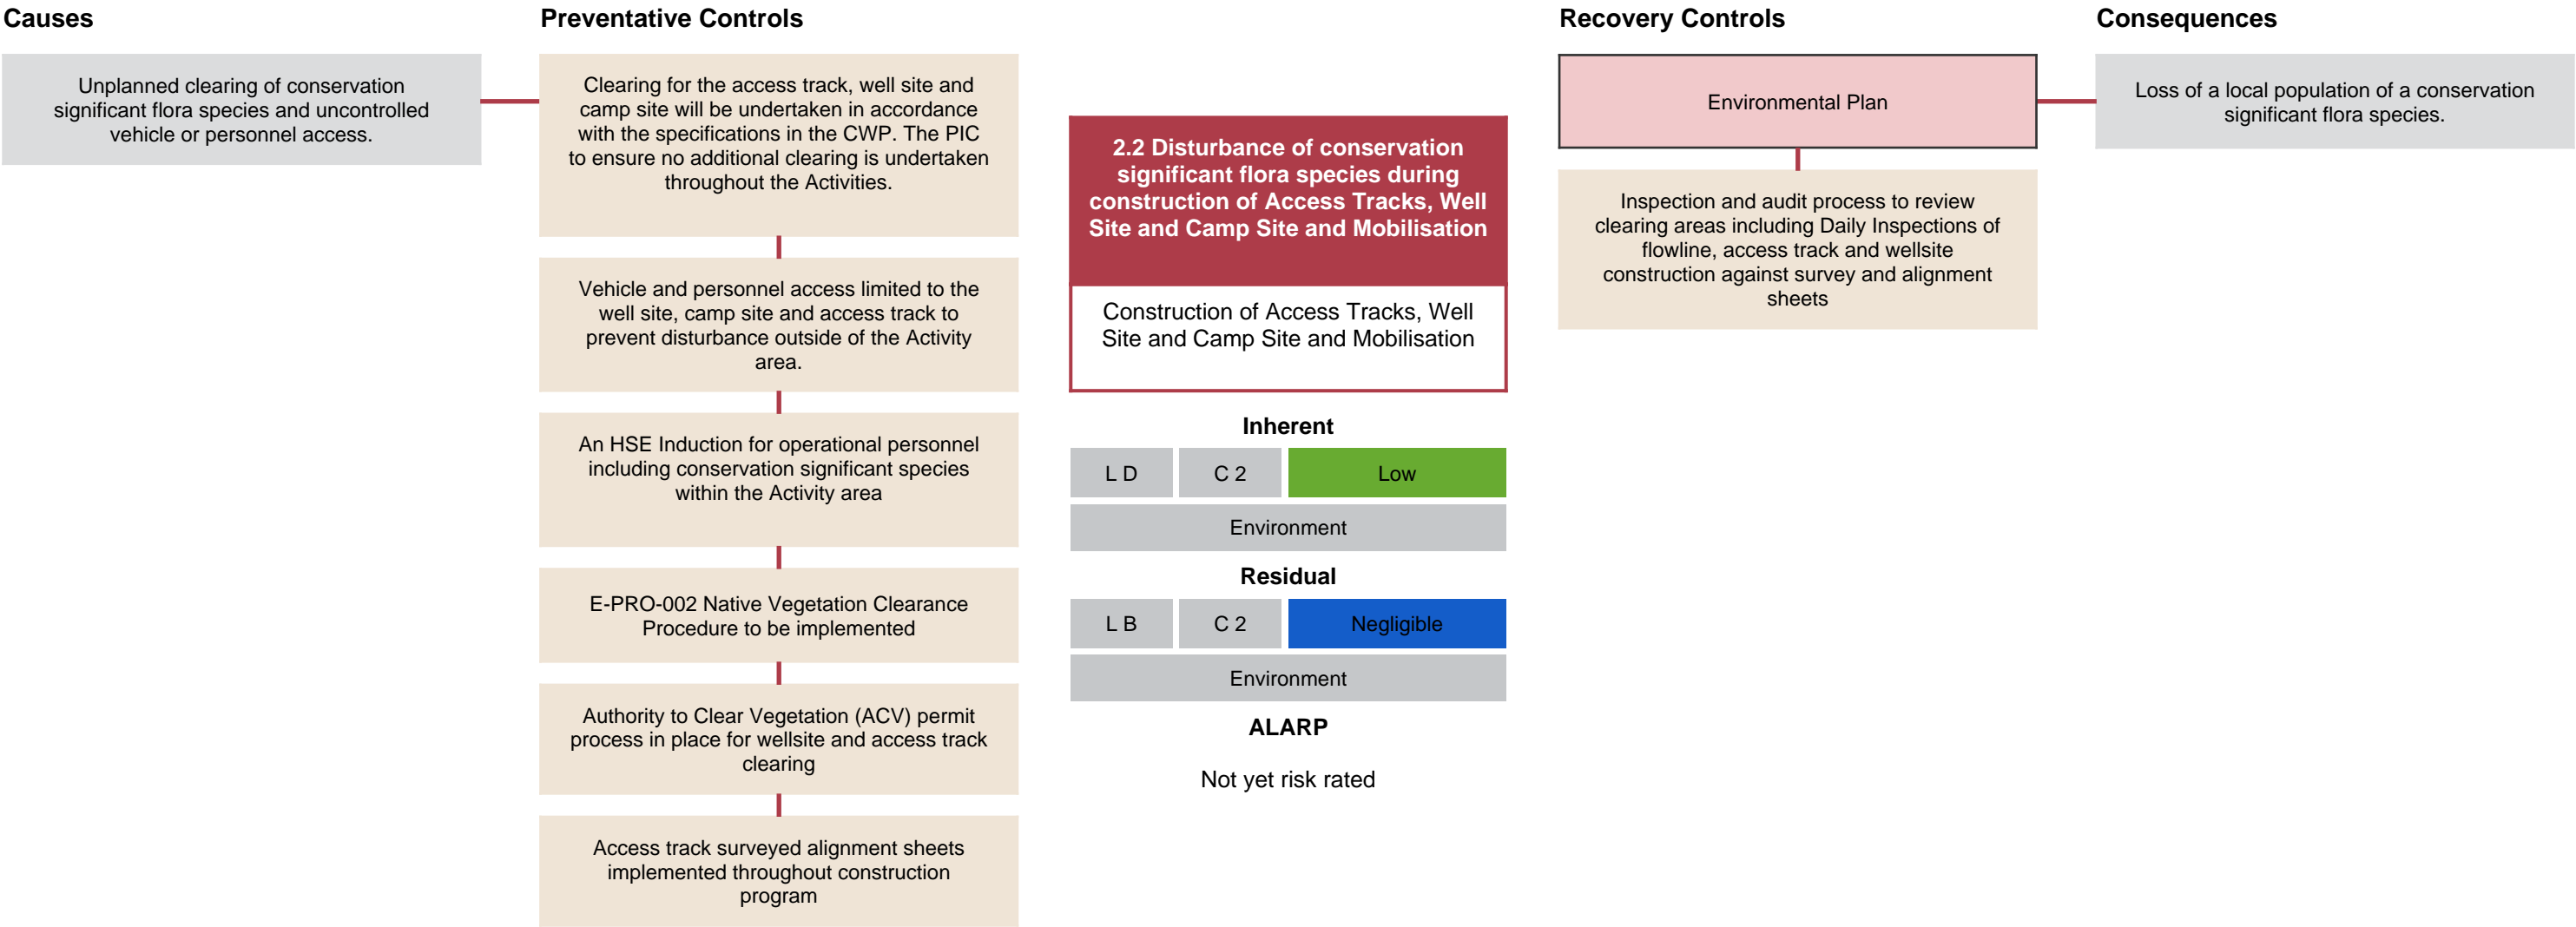 Causes
Unplanned clearing of conservation
significant flora species and uncontrolled
vehicle or personnel access.
Preventative Controls
Clearing for the access track, well site and
camp site will be undertaken in accordance
with the specifications in the CWP. The PIC
to ensure no additional clearing is undertaken
throughout the Activities.
Vehicle and personnel access limited to the
well site, camp site and access track to
prevent disturbance outside of the Activity
area.
An HSE Induction for operational personnel
including conservation significant species
within the Activity area
E-PRO-002 Native Vegetation Clearance
Procedure to be implemented
Authority to Clear Vegetation (ACV) permit
process in place for wellsite and access track
clearing
Access track surveyed alignment sheets
implemented throughout construction
program
2.2 Disturbance of conservation
significant flora species during
construction of Access Tracks, Well
Site and Camp Site and Mobilisation
Construction of Access Tracks, Well
Site and Camp Site and Mobilisation
Inherent
L D
C 2
Low
Environment
Residual
L B
C 2
Negligible
Environment
ALARP
Not yet risk rated
Recovery Controls
Environmental Plan
Inspection and audit process to review
clearing areas including Daily Inspections of
flowline, access track and wellsite
construction against survey and alignment
sheets
Consequences
Loss of a local population of a conservation
significant flora species.